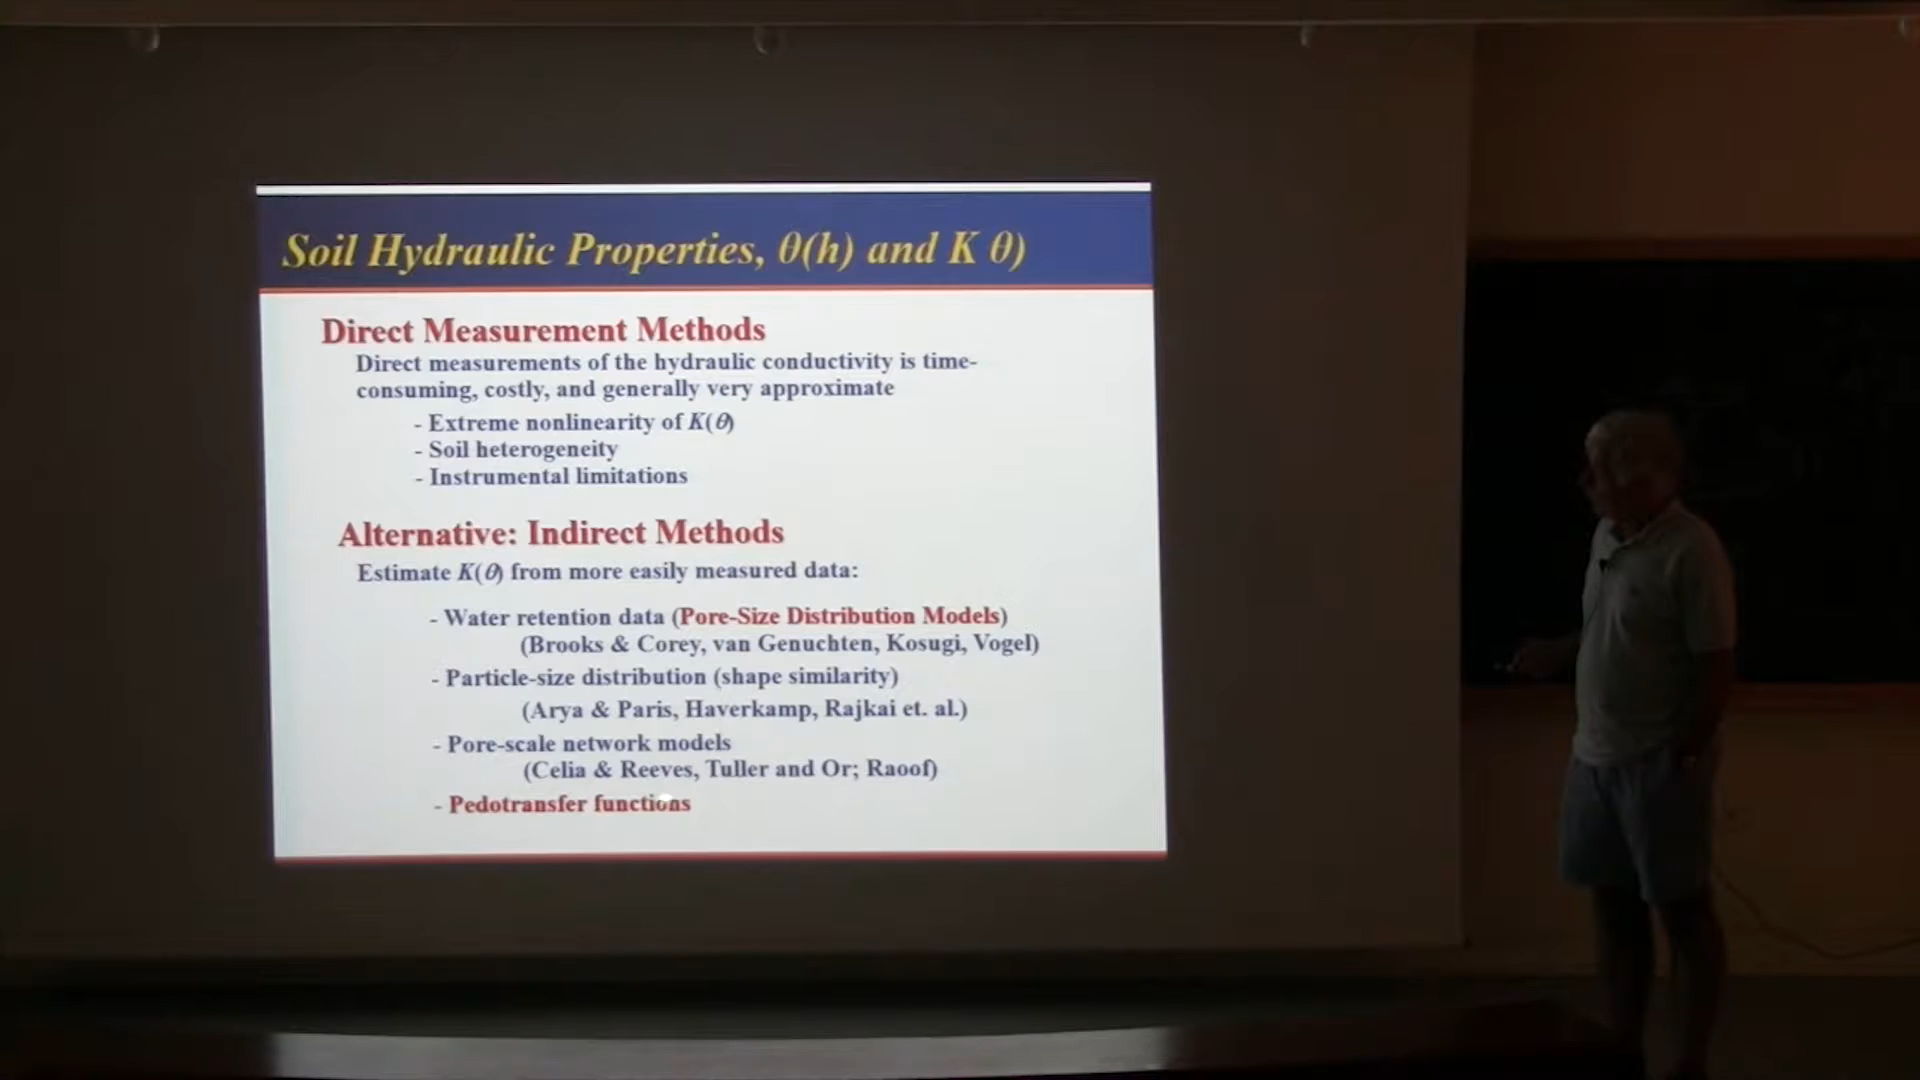 Soil Hydraulic Properties, θ(h) and K θ)
Direct Measurement Methods
Direct measurements of the hydraulic conductivity is time-
consuming, costly, and generally very approximate
- Extreme nonlinearity of K(θ)
- Soil heterogeneity
- Instrumental limitations
Alternative: Indirect Methods
Estimate K(θ) from more easily measured data:
- Water retention data (Pore-Size Distribution Models)
(Brooks & Corey, van Genuchten, Kosugi, Vogel)
- Particle-size distribution (shape similarity)
(Arya & Paris, Haverkamp, Rajkai et. al.)
- Pore-scale network models
(Celia & Reeves, Tuller and Or; Raoof)
- Pedotransfer functions